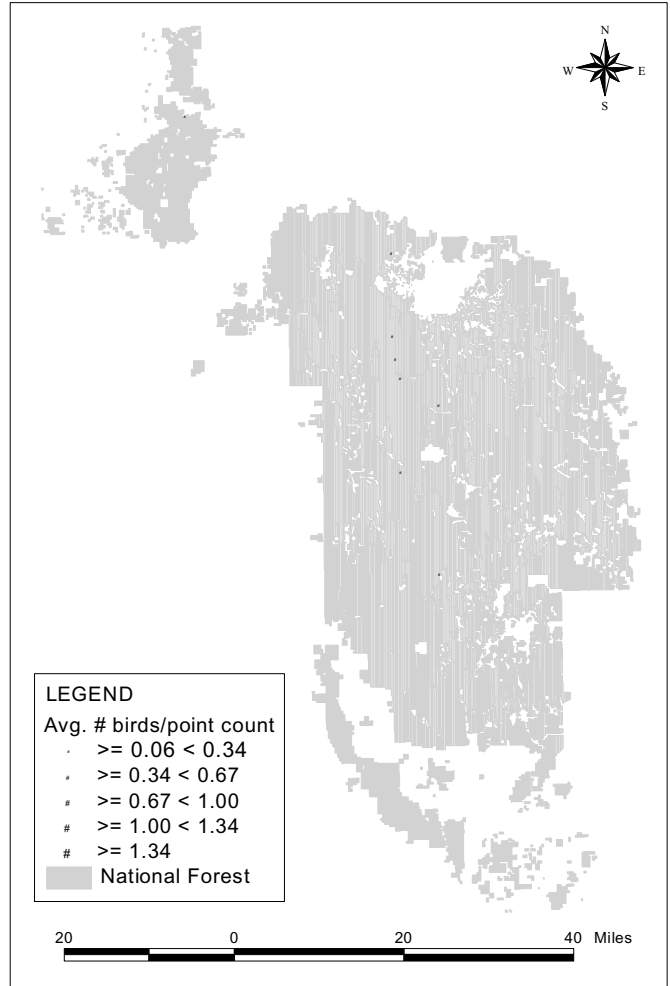 N
W E
S
LEGEND
Avg. # birds/point count
>= 0.06 < 0.34
# >= 0.34 < 0.67
# >= 0.67 < 1.00
# >= 1.00 < 1.34
# >= 1.34
National Forest
20 0 20 40 Miles